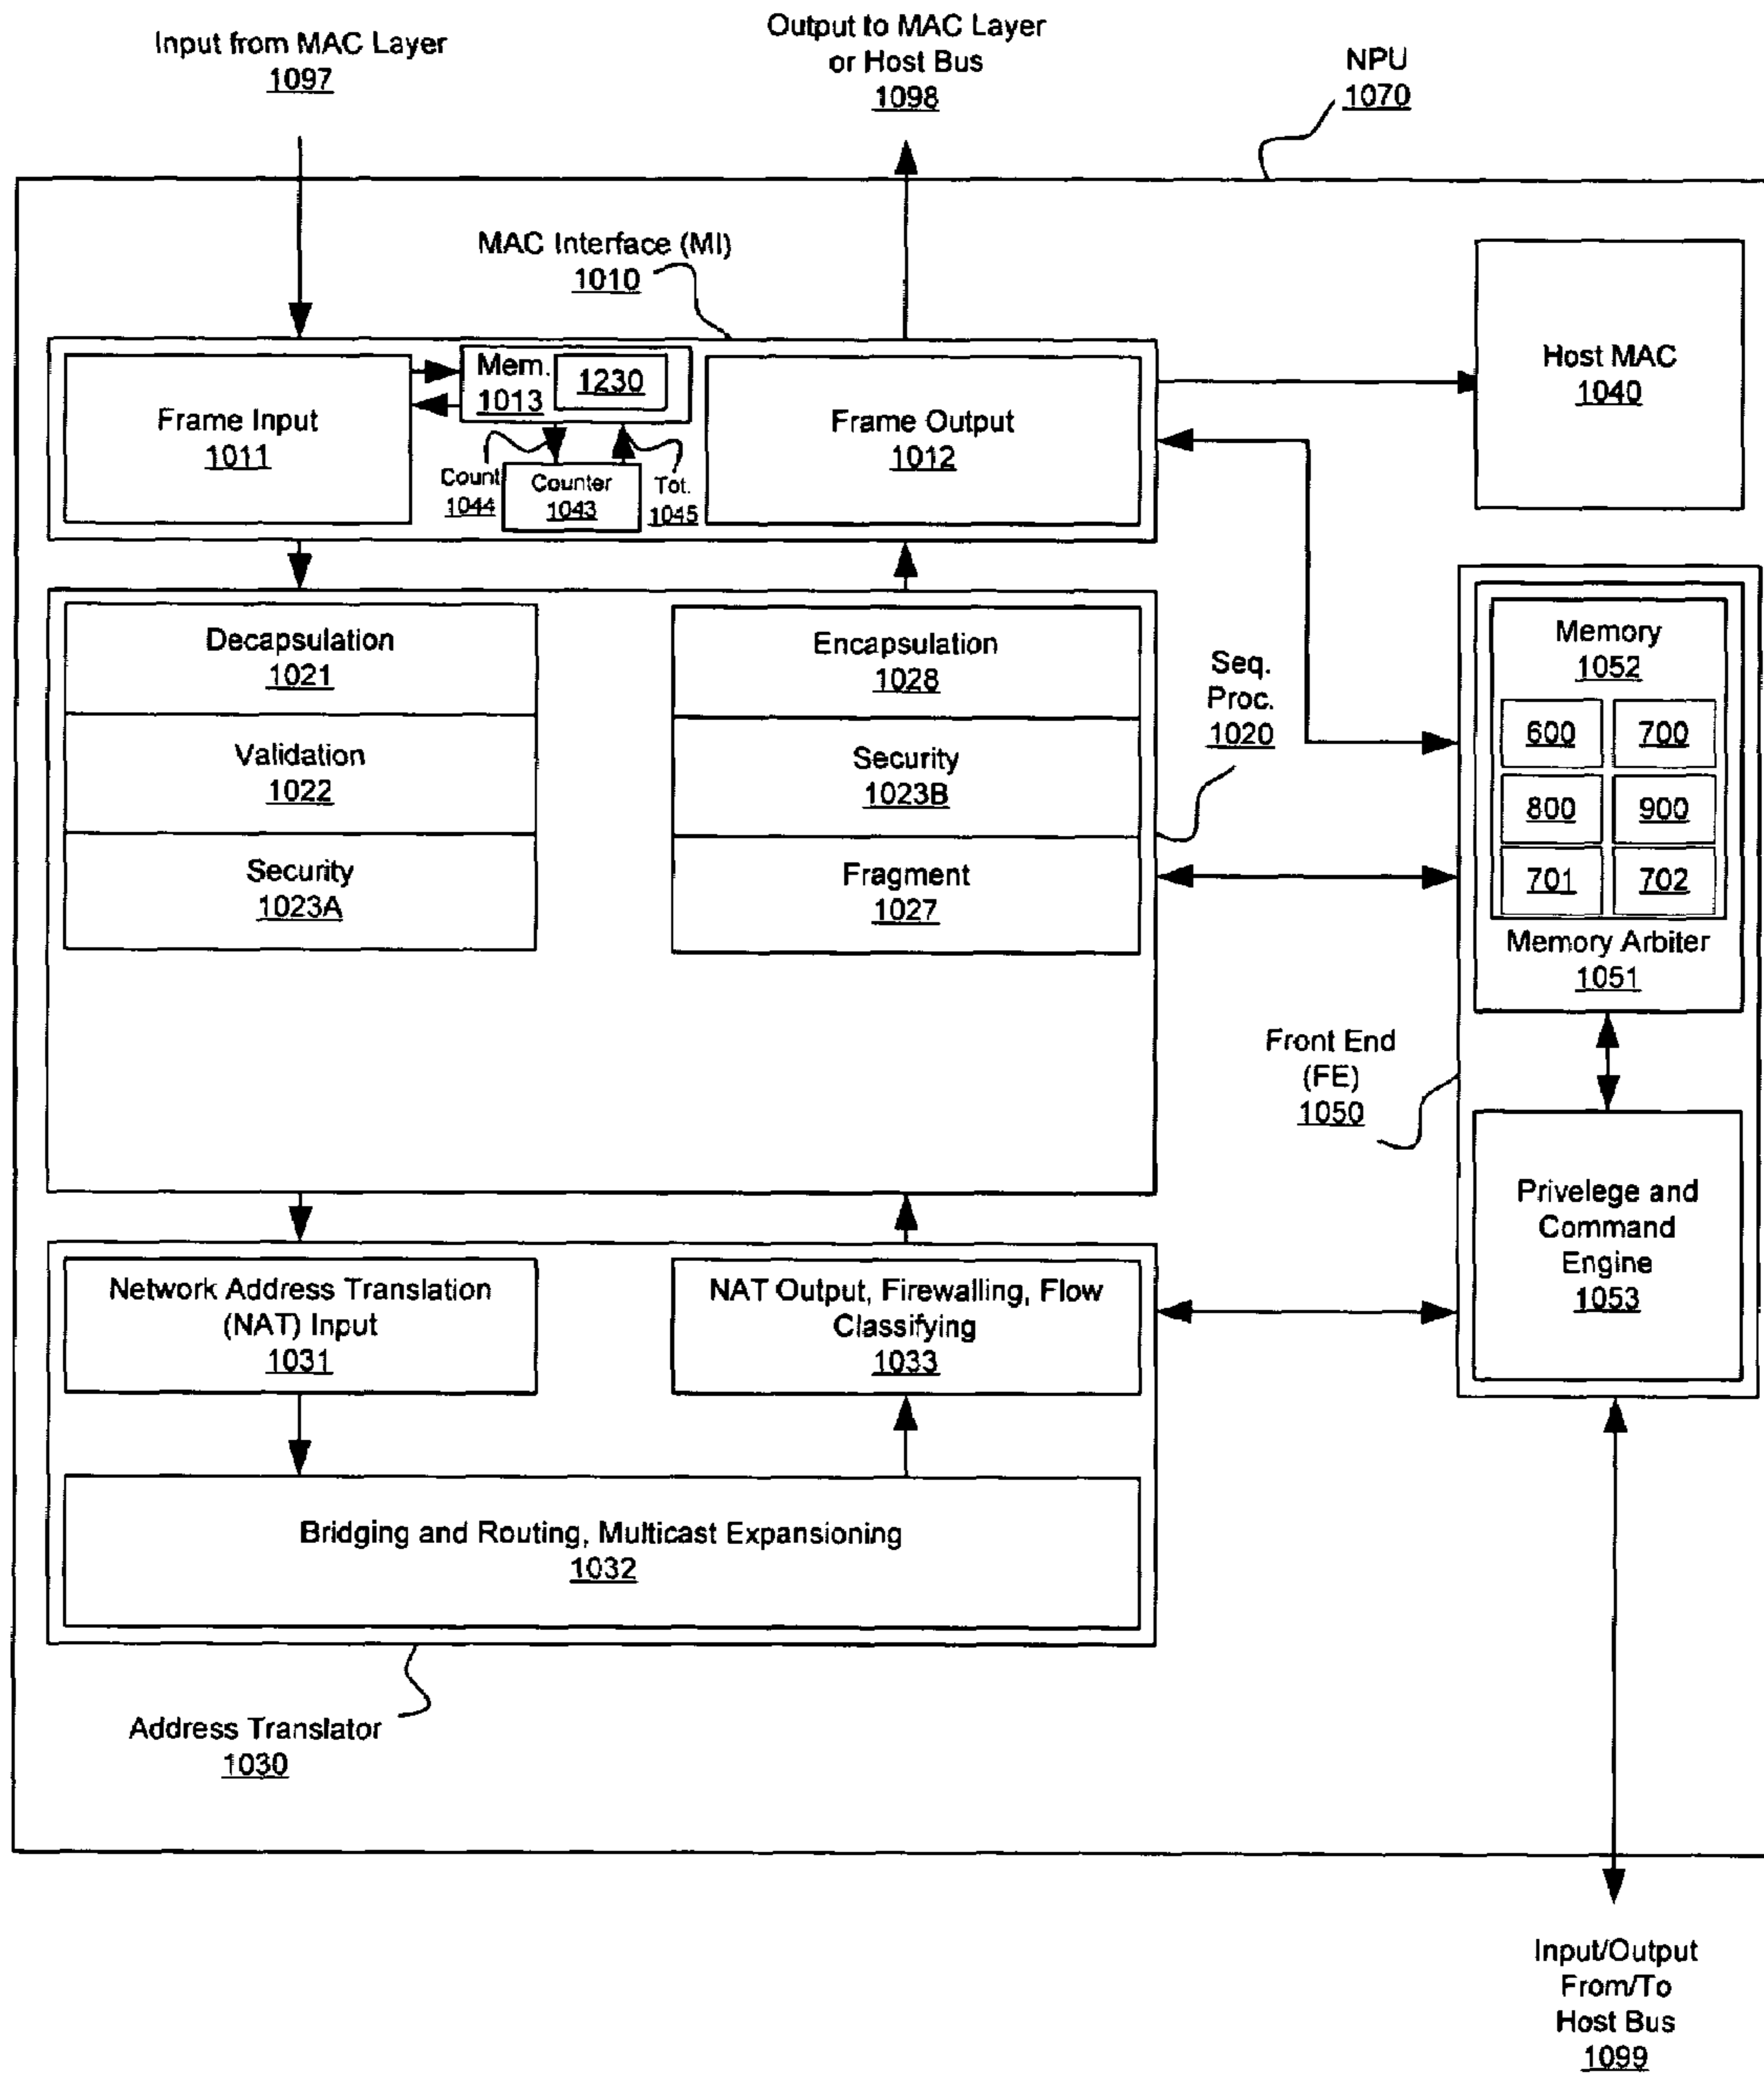 Input from MAC Layer
1097
Output to MAC Layer
or Host Bus
1098
NPU
1070
MAC Interface (MI)
1010
Frame Input
1011
Mem.
1013
1230
Count
1044
Counter
1043
Tot.
1045
Frame Output
1012
Host MAC
1040
Decapsulation
1021
Validation
1022
Security
1023A
Encapsulation
1028
Security
1023B
Fragment
1027
Seq.
Proc.
1020
Memory
1052
600
700
800
900
701
702
Memory Arbiter
1051
Front End
(FE)
1050
Privelege and
Command
Engine
1053
Network Address Translation
(NAT) Input
1031
NAT Output, Firewalling, Flow
Classifying
1033
Bridging and Routing, Multicast Expansioning
1032
Address Translator
1030
Input/Output
From/To
Host Bus
1099